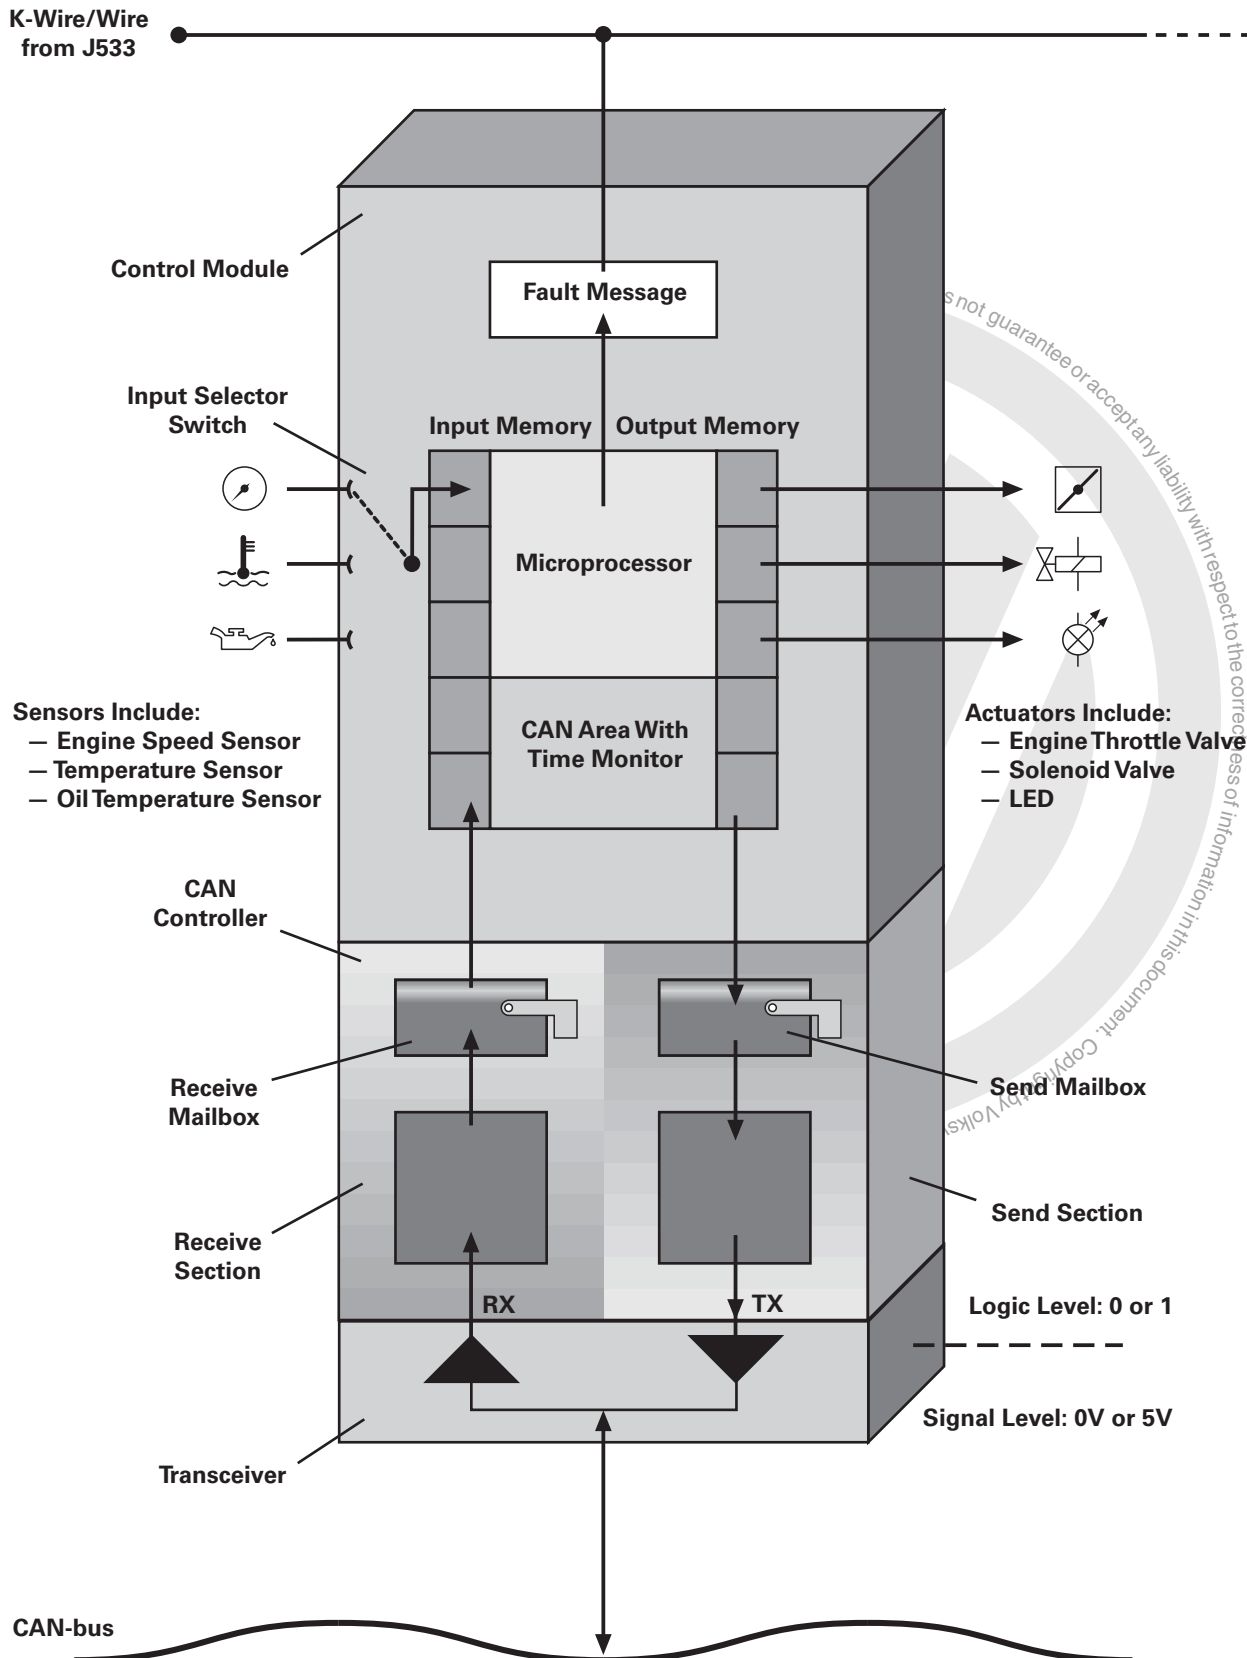 K-Wire/Wire
from J533
Control Module
Fault Message
Input Selector
Switch
Input Memory
Output Memory
Microprocessor
CAN Area With
Time Monitor
Sensors Include:
— Engine Speed Sensor
— Temperature Sensor
— Oil Temperature Sensor
Actuators Include:
— Engine Throttle Valve
— Solenoid Valve
— LED
CAN
Controller
Receive
Mailbox
Send Mailbox
Receive
Section
Send Section
RX
TX
Logic Level: 0 or 1
Signal Level: 0V or 5V
Transceiver
CAN-bus
s not guarantee or accept any liability with respect to the correctness of information in this document. Copyright by Volks